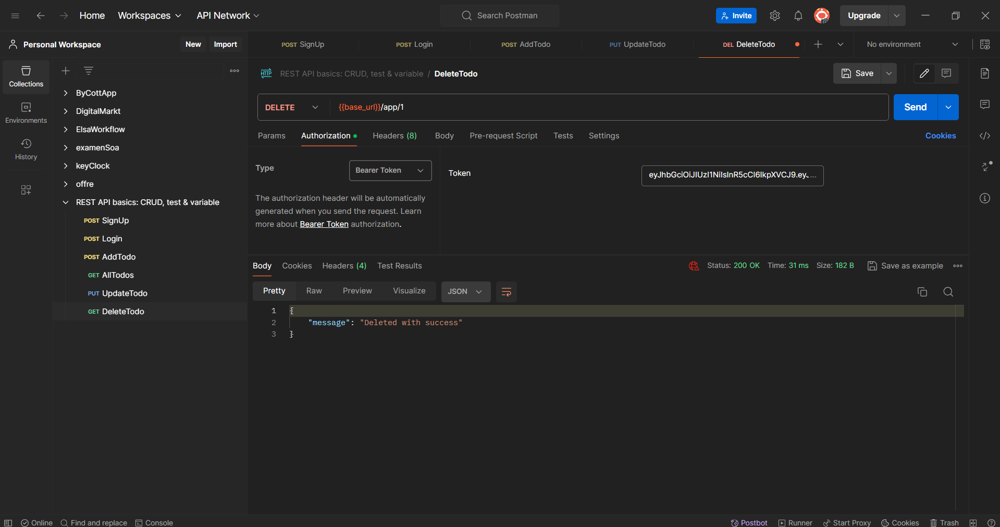 Home Workspaces API Network Search Postman Invite Upgrade
Personal Workspace New Import POST SignUp POST Login POST AddTodo PUT UpdateTodo DEL DeleteTodo No environment
Collections
Environments
History
ByCottApp
DigitalMarkt
ElsaWorkflow
examenSoa
keyClock
offre
REST API basics: CRUD, test & variable
POST SignUp
POST Login
POST AddTodo
GET AllTodos
PUT UpdateTodo
GET DeleteTodo
HTTP REST API basics: CRUD, test & variable / DeleteTodo Save
DELETE {{base_url}}/app/1 Send
Params Authorization Headers (8) Body Pre-request Script Tests Settings Cookies
Type Bearer Token
The authorization header will be automatically
generated when you send the request. Learn
more about Bearer Token authorization.
Token eyJhbGciOiJIUzI1NiIsInR5cCI6IkpXVCJ9.eyJ...
Body Cookies Headers (4) Test Results Status: 200 OK Time: 31 ms Size: 182 B Save as example
Pretty Raw Preview Visualize JSON
1 {
2 "message": "Deleted with success"
3 }
Online Find and replace Console Postbot Runner Start Proxy Cookies Trash